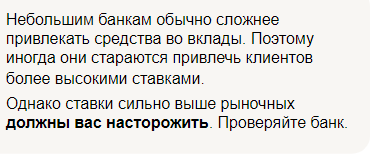 Небольшим банкам обычно сложнее
привлекать средства во вклады. Поэтому
иногда они стараются привлечь клиентов
более высокими ставками.
Однако ставки сильно выше рыночных
должны вас насторожить. Проверяйте банк.